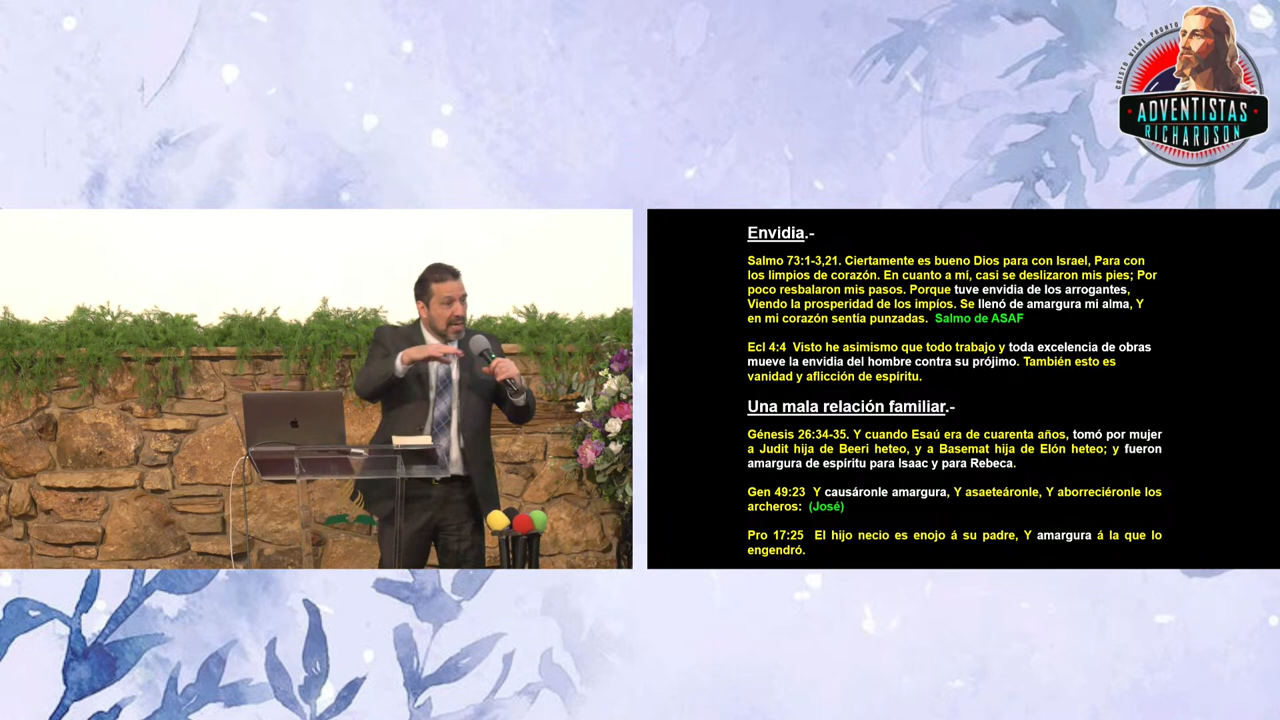 CRISTO VIENE PRONTO
ADVENTISTAS
RICHARDSON
Envidia.-
Salmo 73:1-3,21. Ciertamente es bueno Dios para con Israel, Para con
los limpios de corazón. En cuanto a mí, casi se deslizaron mis pies; Por
poco resbalaron mis pasos. Porque tuve envidia de los arrogantes,
Viendo la prosperidad de los impíos. Se llenó de amargura mi alma, Y
en mi corazón sentía punzadas. Salmo de ASAF
Ecl 4:4 Visto he asimismo que todo trabajo y toda excelencia de obras
mueve la envidia del hombre contra su prójimo. También esto es
vanidad y aflicción de espíritu.
Una mala relación familiar.-
Génesis 26:34-35. Y cuando Esaú era de cuarenta años, tomó por mujer
a Judit hija de Beeri heteo, y a Basemat hija de Elón heteo; y fueron
amargura de espíritu para Isaac y para Rebeca.
Gen 49:23 Y causáronle amargura, Y asaeteáronle, Y aborreciéronle los
archeros: (José)
Pro 17:25 El hijo necio es enojo á su padre, Y amargura á la que lo
engendró.